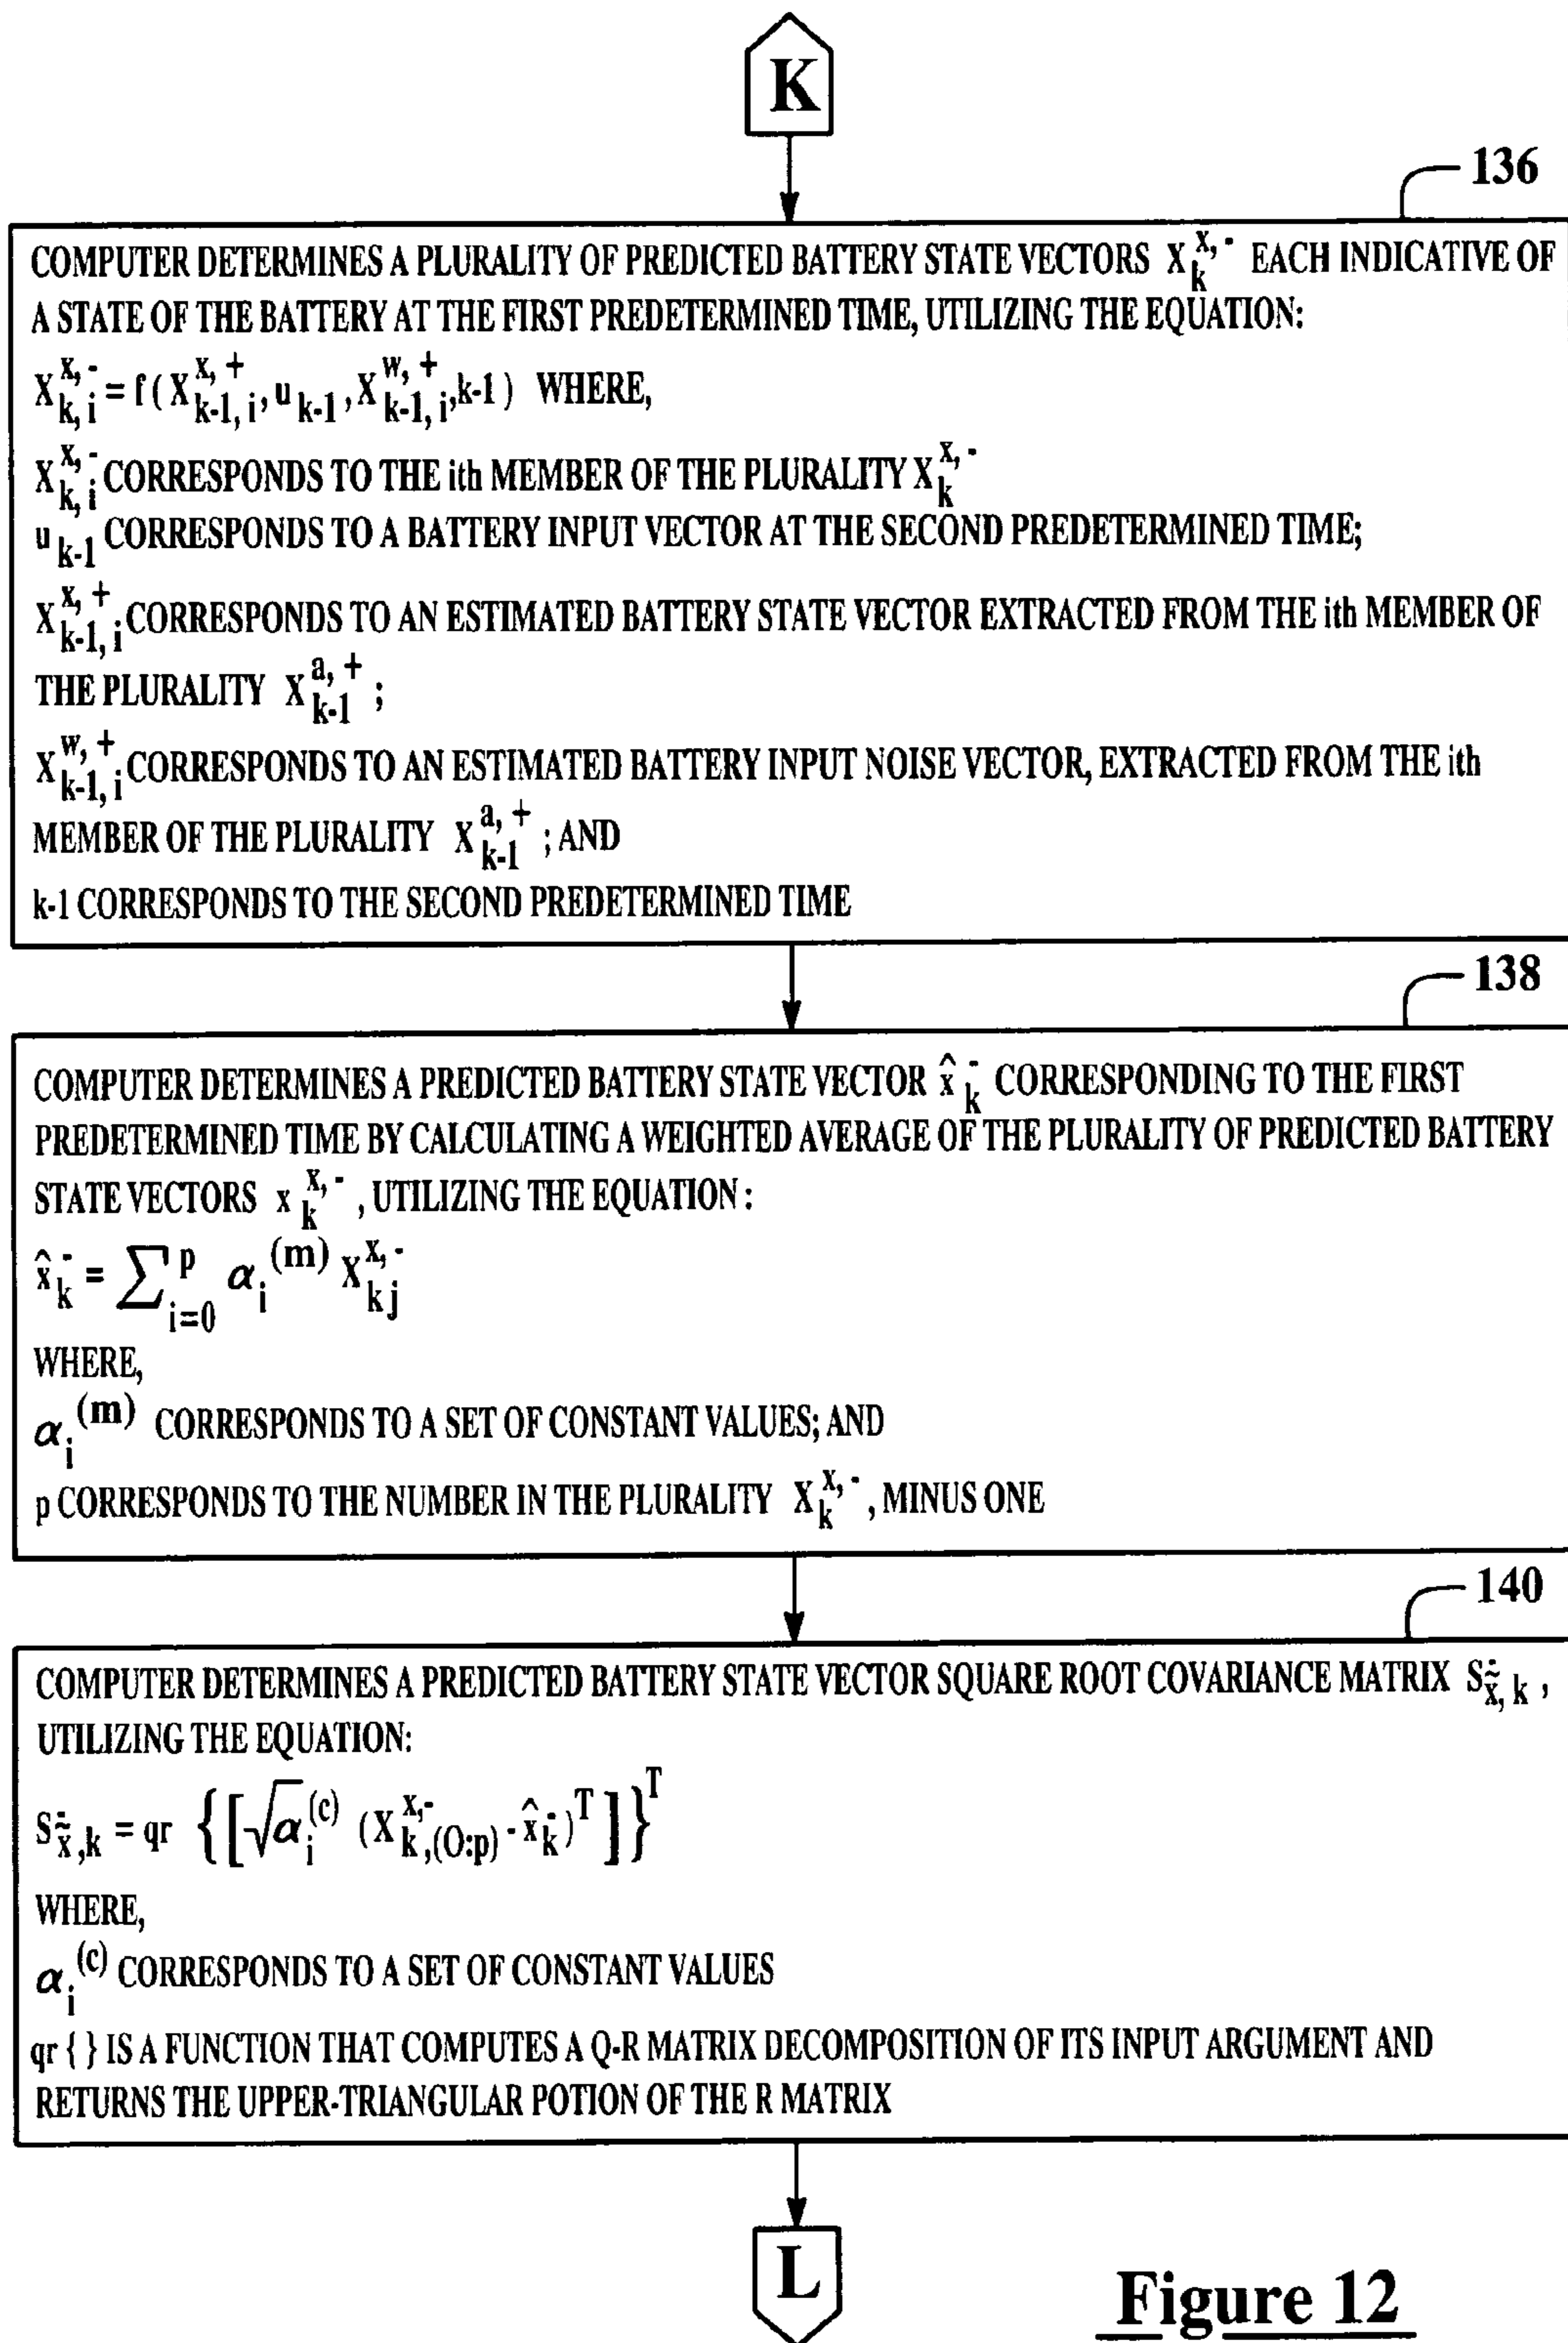 K
136
COMPUTER DETERMINES A PLURALITY OF PREDICTED BATTERY STATE VECTORS X_k^{x,-} EACH INDICATIVE OF
A STATE OF THE BATTERY AT THE FIRST PREDETERMINED TIME, UTILIZING THE EQUATION:
X_{k,i}^{x,-} = f(X_{k-1,i}^{x,+}, u_{k-1}, X_{k-1,i}^{w,+}, k-1) WHERE,
X_{k,i}^{x,-} CORRESPONDS TO THE ith MEMBER OF THE PLURALITY X_k^{x,-}
u_{k-1} CORRESPONDS TO A BATTERY INPUT VECTOR AT THE SECOND PREDETERMINED TIME;
X_{k-1,i}^{x,+} CORRESPONDS TO AN ESTIMATED BATTERY STATE VECTOR EXTRACTED FROM THE ith MEMBER OF
THE PLURALITY X_{k-1}^{a,+} ;
X_{k-1,i}^{w,+} CORRESPONDS TO AN ESTIMATED BATTERY INPUT NOISE VECTOR, EXTRACTED FROM THE ith
MEMBER OF THE PLURALITY X_{k-1}^{a,+} ; AND
k-1 CORRESPONDS TO THE SECOND PREDETERMINED TIME
138
COMPUTER DETERMINES A PREDICTED BATTERY STATE VECTOR x̂_k^- CORRESPONDING TO THE FIRST
PREDETERMINED TIME BY CALCULATING A WEIGHTED AVERAGE OF THE PLURALITY OF PREDICTED BATTERY
STATE VECTORS x_k^{x,-} , UTILIZING THE EQUATION :
x̂_k^- = ∑_{i=0}^p α_i^{(m)} X_{kj}^{x,-}
WHERE,
α_i^{(m)} CORRESPONDS TO A SET OF CONSTANT VALUES; AND
p CORRESPONDS TO THE NUMBER IN THE PLURALITY X_k^{x,-} , MINUS ONE
140
COMPUTER DETERMINES A PREDICTED BATTERY STATE VECTOR SQUARE ROOT COVARIANCE MATRIX S_{x̃,k}^- ,
UTILIZING THE EQUATION:
S_{x̃,k}^- = qr {[√α_i^{(c)} (X_{k,(O:p)}^{x,-} - x̂_k^-)^T]}^T
WHERE,
α_i^{(c)} CORRESPONDS TO A SET OF CONSTANT VALUES
qr { } IS A FUNCTION THAT COMPUTES A Q-R MATRIX DECOMPOSITION OF ITS INPUT ARGUMENT AND
RETURNS THE UPPER-TRIANGULAR POTION OF THE R MATRIX
L
Figure 12